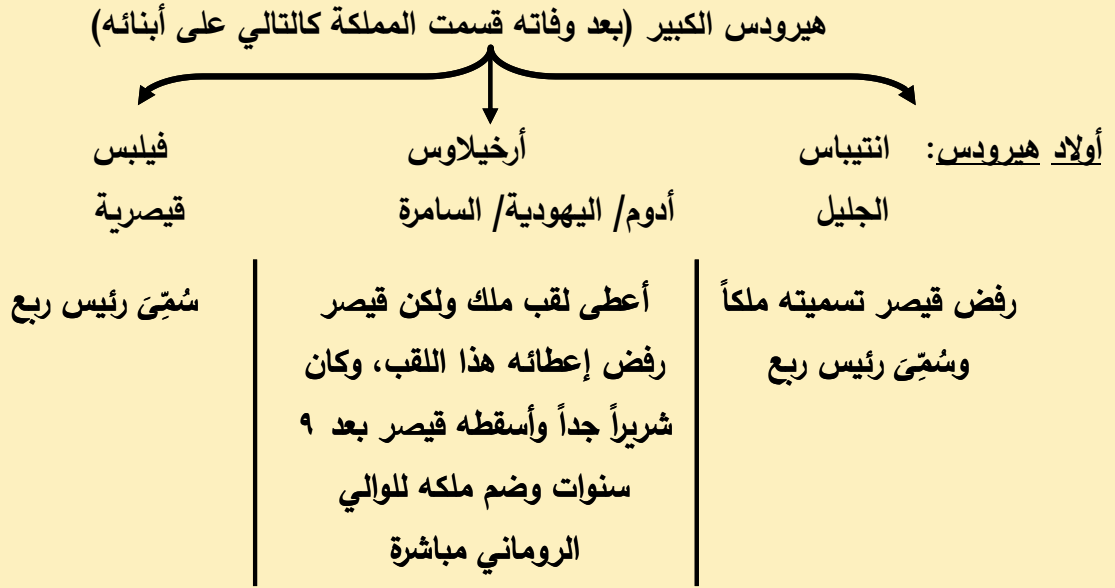 هيرودس الكبير (بعد وفاته قسمت المملكة كالتالي على أبنائه)
أولاد هيرودس: انتيباس أرخيلاوس فيلبس
الجليل أدوم/ اليهودية/ السامرة قيصرية
رفض قيصر تسميته ملكاً
وسُمِّىَ رئيس ربع
أعطى لقب ملك ولكن قيصر
رفض إعطائه هذا اللقب، وكان
شريراً جداً وأسقطه قيصر بعد ٩
سنوات وضم ملكه للوالي
الروماني مباشرة
سُمِّىَ رئيس ربع